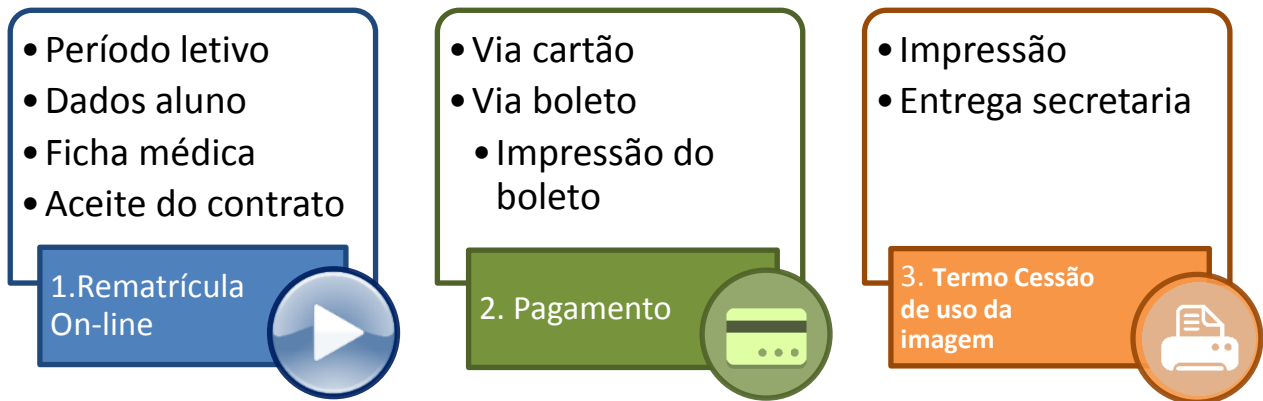 • Período letivo
• Dados aluno
• Ficha médica
• Aceite do contrato
1.Rematrícula
On-line
• Via cartão
• Via boleto
• Impressão do
boleto
2. Pagamento
• Impressão
• Entrega secretaria
3. Termo Cessão
de uso da
imagem